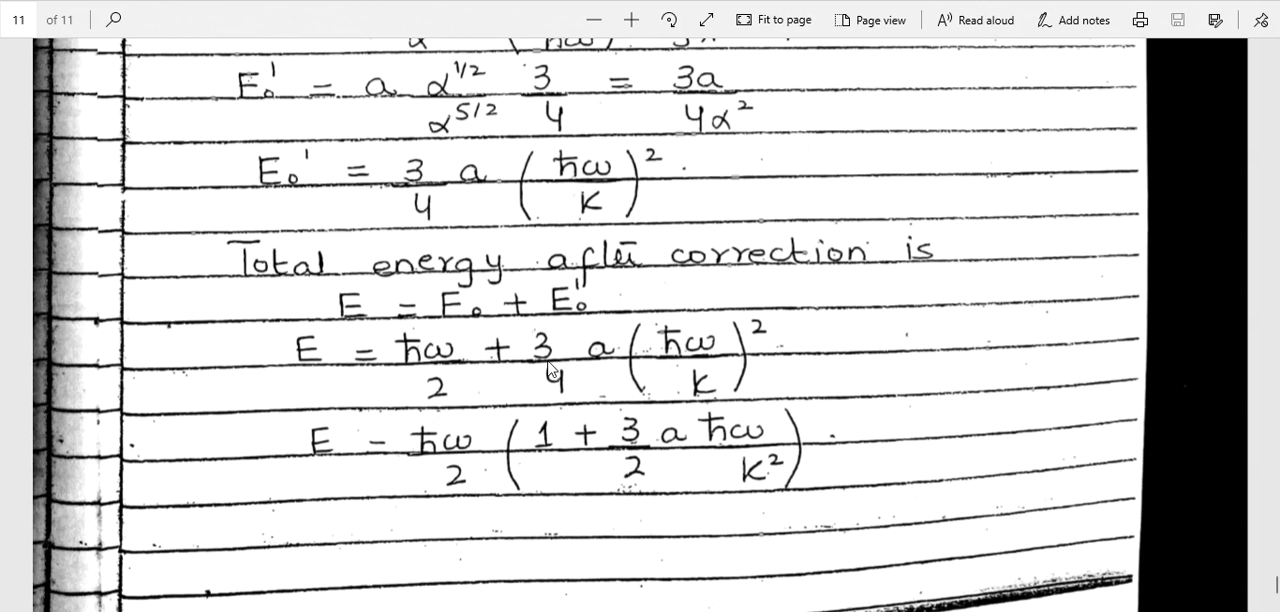 11 of 11 Fit to page Page view Read aloud Add notes
E₀' = a α^1/2 / α^5/2 3/4 = 3a / 4α²
E₀' = 3/4 a (ħω / k)².
Total energy after correction is
E = E₀ + E₀'
E = ħω/2 + 3/4 a (ħω / k)²
E = ħω/2 (1 + 3/2 a ħω / k²).